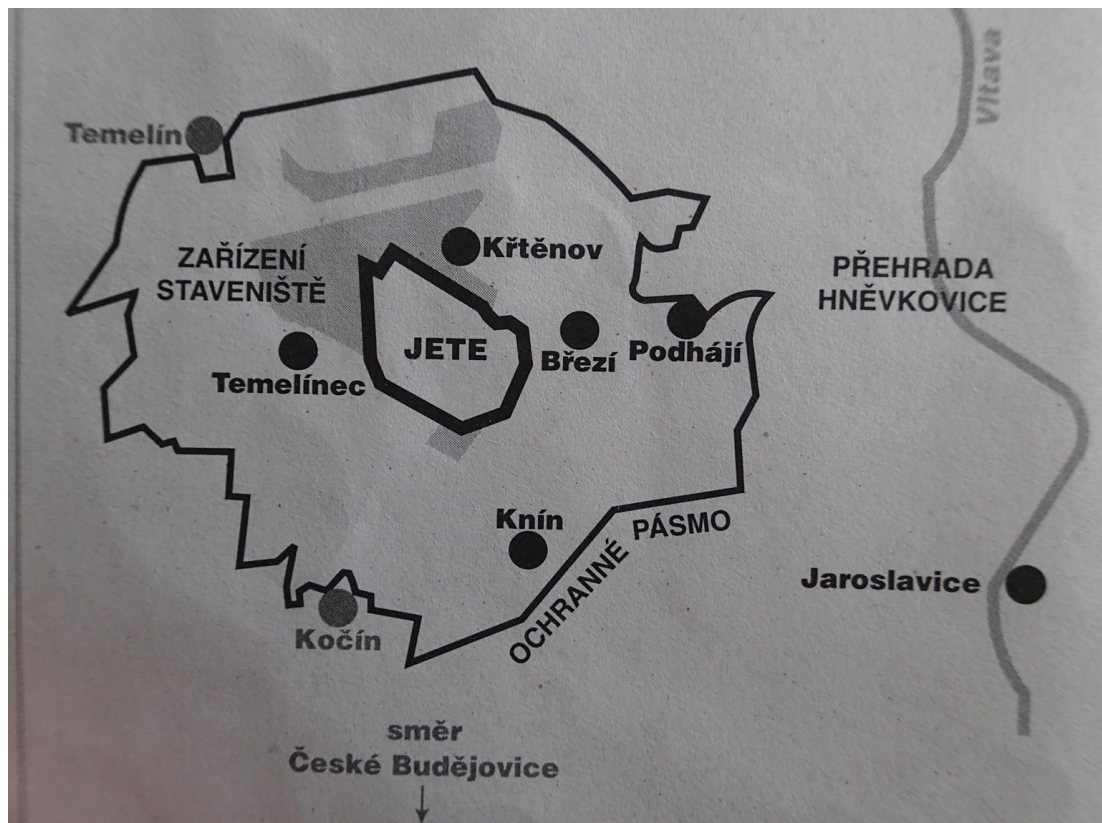 Vltava
Temelín
Křtěnov
ZAŘÍZENÍ
STAVENIŠTĚ
PŘEHRADA
HNĚVKOVICE
JETE
Březí
Podhájí
Temelínec
Knín
OCHRANNÉ PÁSMO
Jaroslavice
Kočín
směr
České Budějovice